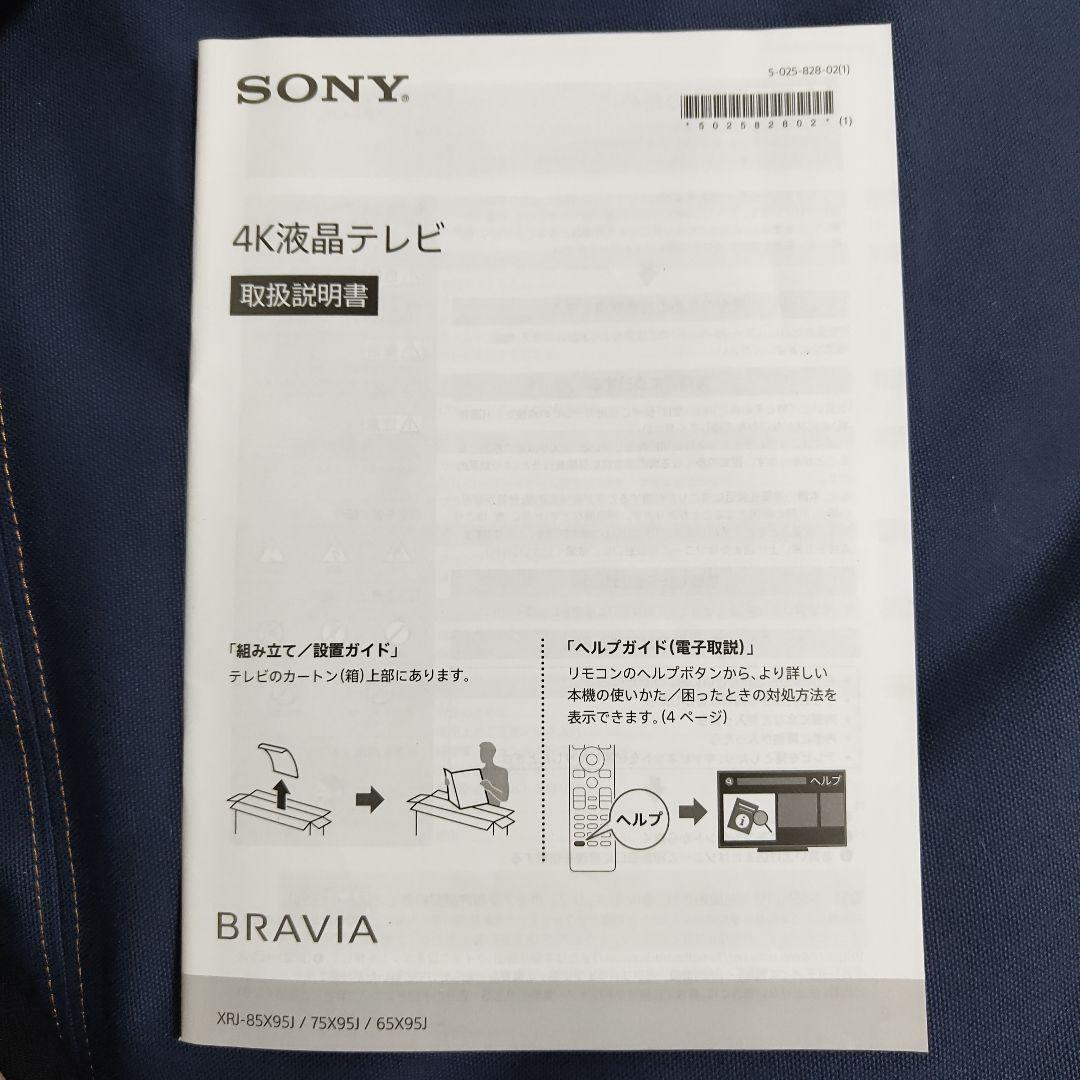 SONY®
5-025-828-02(1)
*502582802* (1)
4K液晶テレビ
取扱説明書
「組み立て／設置ガイド」
テレビのカートン(箱)上部にあります。
「ヘルプガイド(電子取説)」
リモコンのヘルプボタンから、より詳しい
本機の使いかた／困ったときの対処方法を
表示できます。(4 ページ)
ヘルプ
ヘルプ
BRAVIA
XRJ-85X95J / 75X95J / 65X95J